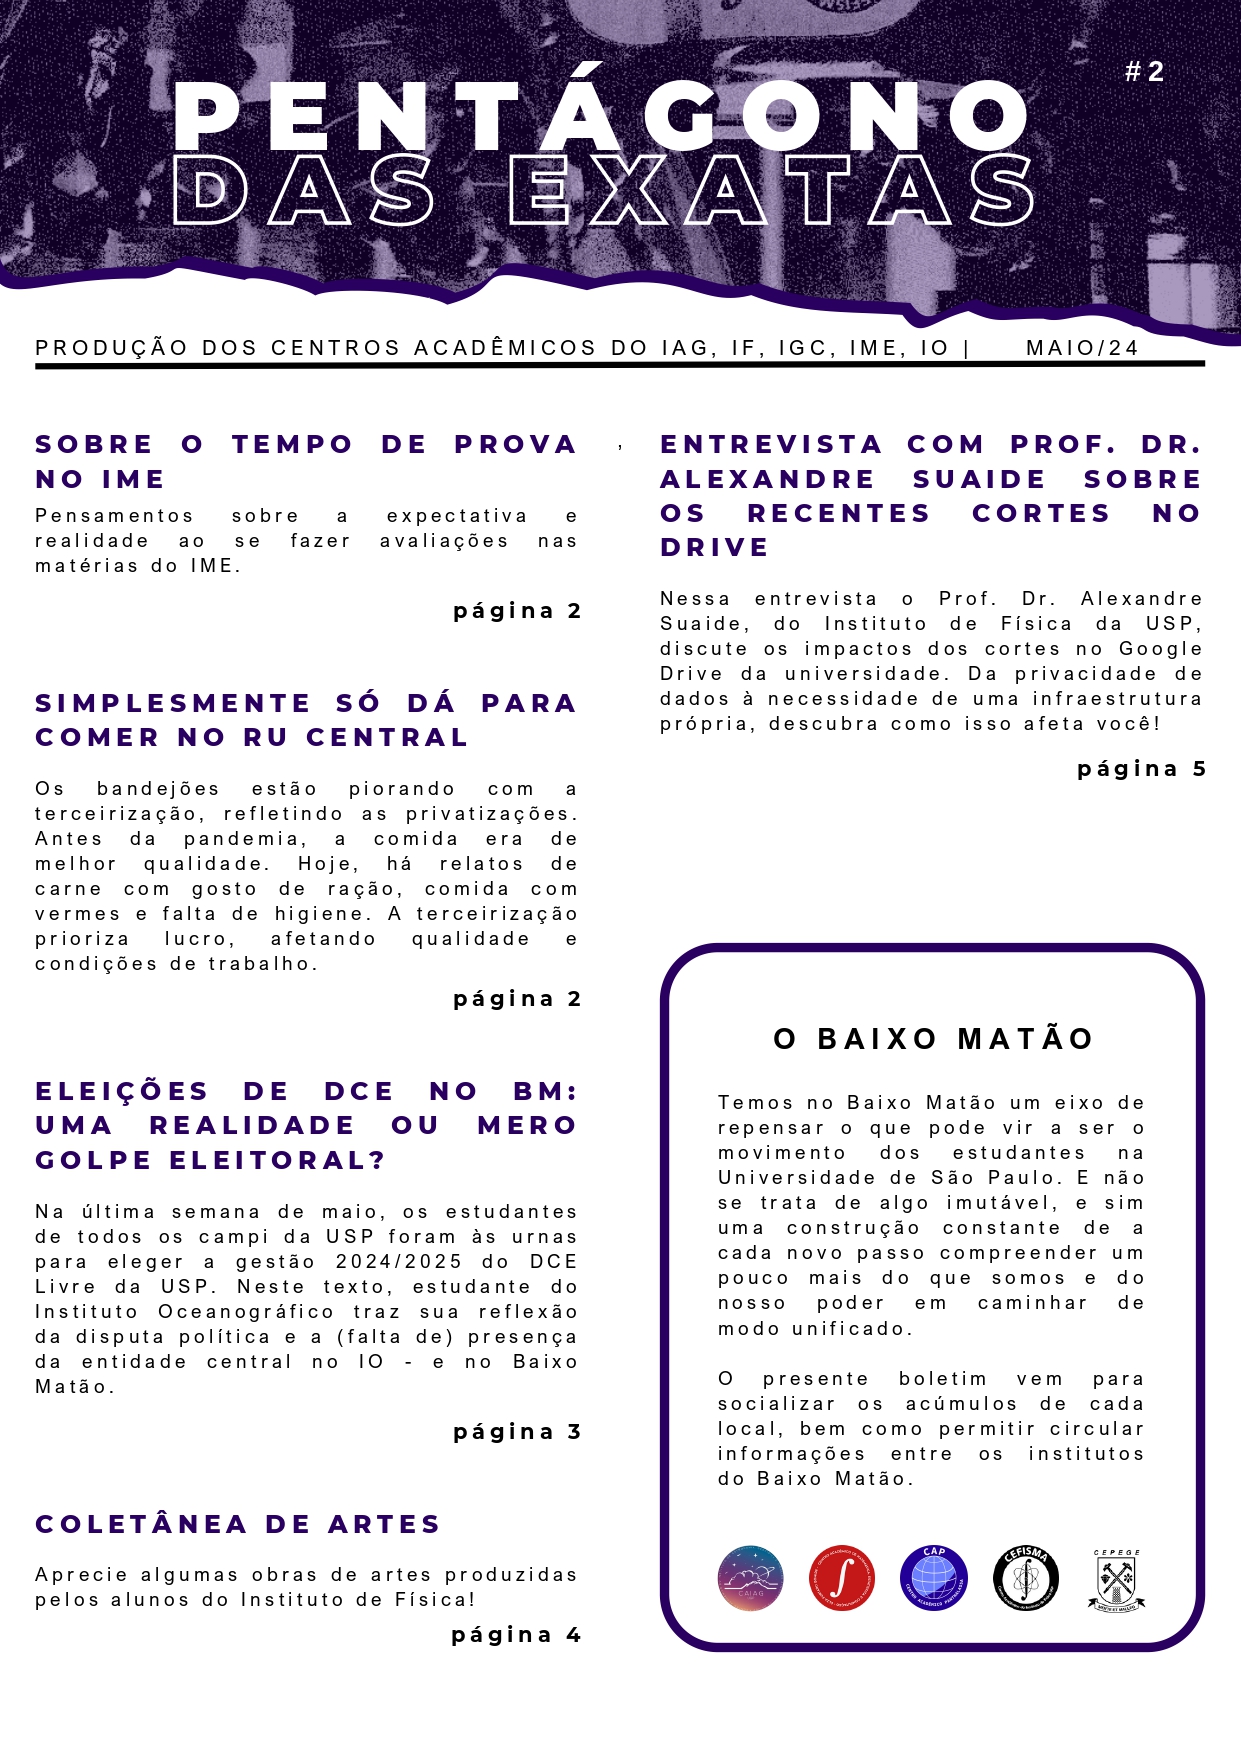 #2
PENTÁGONO
DAS EXATAS
PRODUÇÃO DOS CENTROS ACADÊMICOS DO IAG, IF, IGC, IME, IO | MAIO/24
SOBRE O TEMPO DE PROVA
NO IME
Pensamentos sobre a expectativa e
realidade ao se fazer avaliações nas
matérias do IME.
página 2
SIMPLESMENTE SÓ DÁ PARA
COMER NO RU CENTRAL
Os bandejões estão piorando com a
terceirização, refletindo as privatizações.
Antes da pandemia, a comida era de
melhor qualidade. Hoje, há relatos de
carne com gosto de ração, comida com
vermes e falta de higiene. A terceirização
prioriza lucro, afetando qualidade e
condições de trabalho.
página 2
ELEIÇÕES DE DCE NO BM:
UMA REALIDADE OU MERO
GOLPE ELEITORAL?
Na última semana de maio, os estudantes
de todos os campi da USP foram às urnas
para eleger a gestão 2024/2025 do DCE
Livre da USP. Neste texto, estudante do
Instituto Oceanográfico traz sua reflexão
da disputa política e a (falta de) presença
da entidade central no IO - e no Baixo
Matão.
página 3
COLETÂNEA DE ARTES
Aprecie algumas obras de artes produzidas
pelos alunos do Instituto de Física!
página 4
,
ENTREVISTA COM PROF. DR.
ALEXANDRE SUAIDE SOBRE
OS RECENTES CORTES NO
DRIVE
Nessa entrevista o Prof. Dr. Alexandre
Suaide, do Instituto de Física da USP,
discute os impactos dos cortes no Google
Drive da universidade. Da privacidade de
dados à necessidade de uma infraestrutura
própria, descubra como isso afeta você!
página 5
O BAIXO MATÃO
Temos no Baixo Matão um eixo de
repensar o que pode vir a ser o
movimento dos estudantes na
Universidade de São Paulo. E não
se trata de algo imutável, e sim
uma construção constante de a
cada novo passo compreender um
pouco mais do que somos e do
nosso poder em caminhar de
modo unificado.
O presente boletim vem para
socializar os acúmulos de cada
local, bem como permitir circular
informações entre os institutos
do Baixo Matão.
CAIAG
CAP
CENTRO ACADÊMICO PANTHALASSA
CEFISMA
CEPEGE